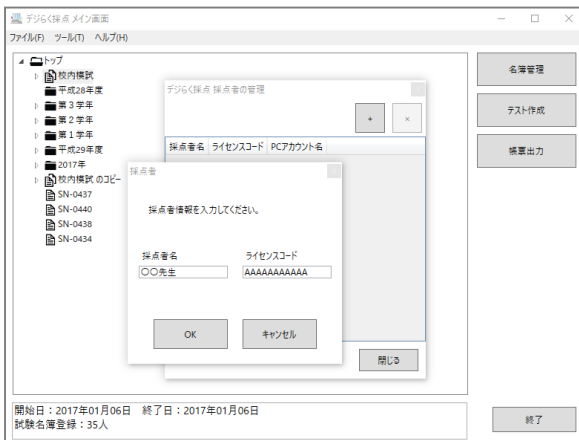 デジらく採点 メイン画面
ファイル(F) ツール(T) ヘルプ(H)
トップ
校内模試
平成28年度
第３学年
第２学年
第１学年
平成29年度
2017年
校内模試 のコピー
SN-0437
SN-0440
SN-0438
SN-0434
名簿管理
テスト作成
帳票出力
デジらく採点 採点者の管理
+ ×
採点者名 ライセンスコード PCアカウント名
採点者
採点者情報を入力してください。
採点者名 ライセンスコード
〇〇先生 AAAAAAAAAAA
OK キャンセル
閉じる
開始日：2017年01月06日 終了日：2017年01月06日
試験名簿登録：35人
終了